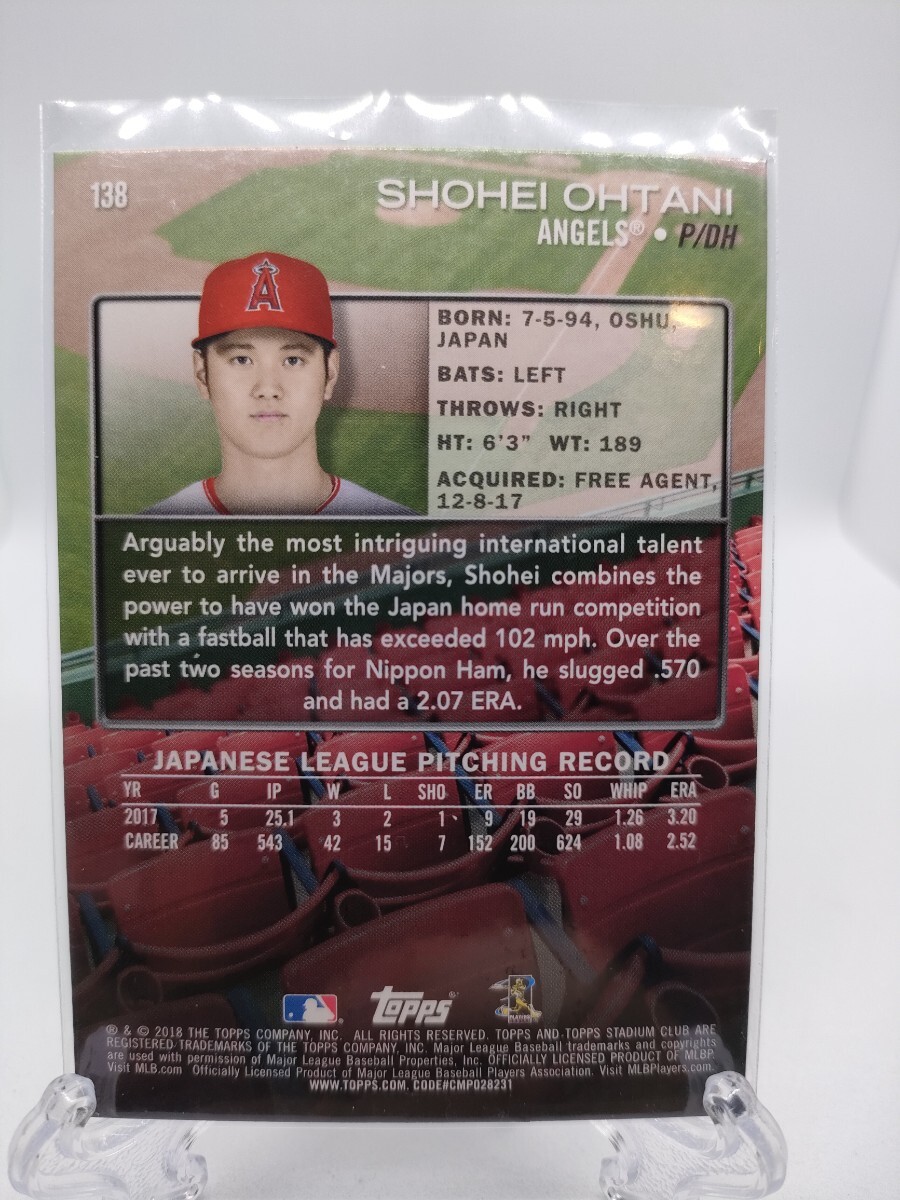 138
SHOHEI OHTANI
ANGELS® • P/DH
A
BORN: 7-5-94, OSHU,
JAPAN
BATS: LEFT
THROWS: RIGHT
HT: 6'3" WT: 189
ACQUIRED: FREE AGENT,
12-8-17
Arguably the most intriguing international talent
ever to arrive in the Majors, Shohei combines the
power to have won the Japan home run competition
with a fastball that has exceeded 102 mph. Over the
past two seasons for Nippon Ham, he slugged .570
and had a 2.07 ERA.
JAPANESE LEAGUE PITCHING RECORD
YR G IP W L SHO ER BB SO WHIP ERA
2017 5 25.1 3 2 1 9 19 29 1.26 3.20
CAREER 85 543 42 15 7 152 200 624 1.08 2.52
topps®
® & © 2018 THE TOPPS COMPANY, INC. ALL RIGHTS RESERVED. TOPPS AND TOPPS STADIUM CLUB ARE
REGISTERED TRADEMARKS OF THE TOPPS COMPANY, INC. Major League Baseball trademarks and copyrights
are used with permission of Major League Baseball Properties, Inc. OFFICIALLY LICENSED PRODUCT OF MLBP.
Visit MLB.com Officially Licensed Product of Major League Baseball Players Association. Visit MLBPlayers.com.
WWW.TOPPS.COM. CODE#CMP028231